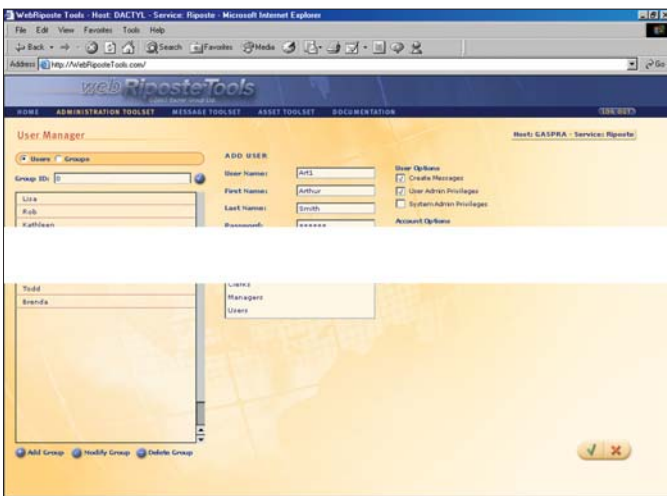 WebRiposte Tools - Host: DACTYL - Service: Riposte - Microsoft Internet Explorer
File Edit View Favorites Tools Help
Back Search Favorites Media
Address http://WebRiposteTools.com/ Go
webRiposteTools
HOME ADMINISTRATION TOOLSET MESSAGE TOOLSET ASSET TOOLSET DOCUMENTATION LOG OUT
User Manager
Host: GASPRA - Service: Riposte
Users Groups
Group ID: 0
Lisa
Rob
Kathleen
Todd
Brenda
Add Group Modify Group Delete Group
ADD USER
User Name: Art1
First Name: Arthur
Last Name: Smith
Password: ******
Clerks
Managers
Users
User Options
Create Messages
User Admin Privileges
System Admin Privileges
Account Options